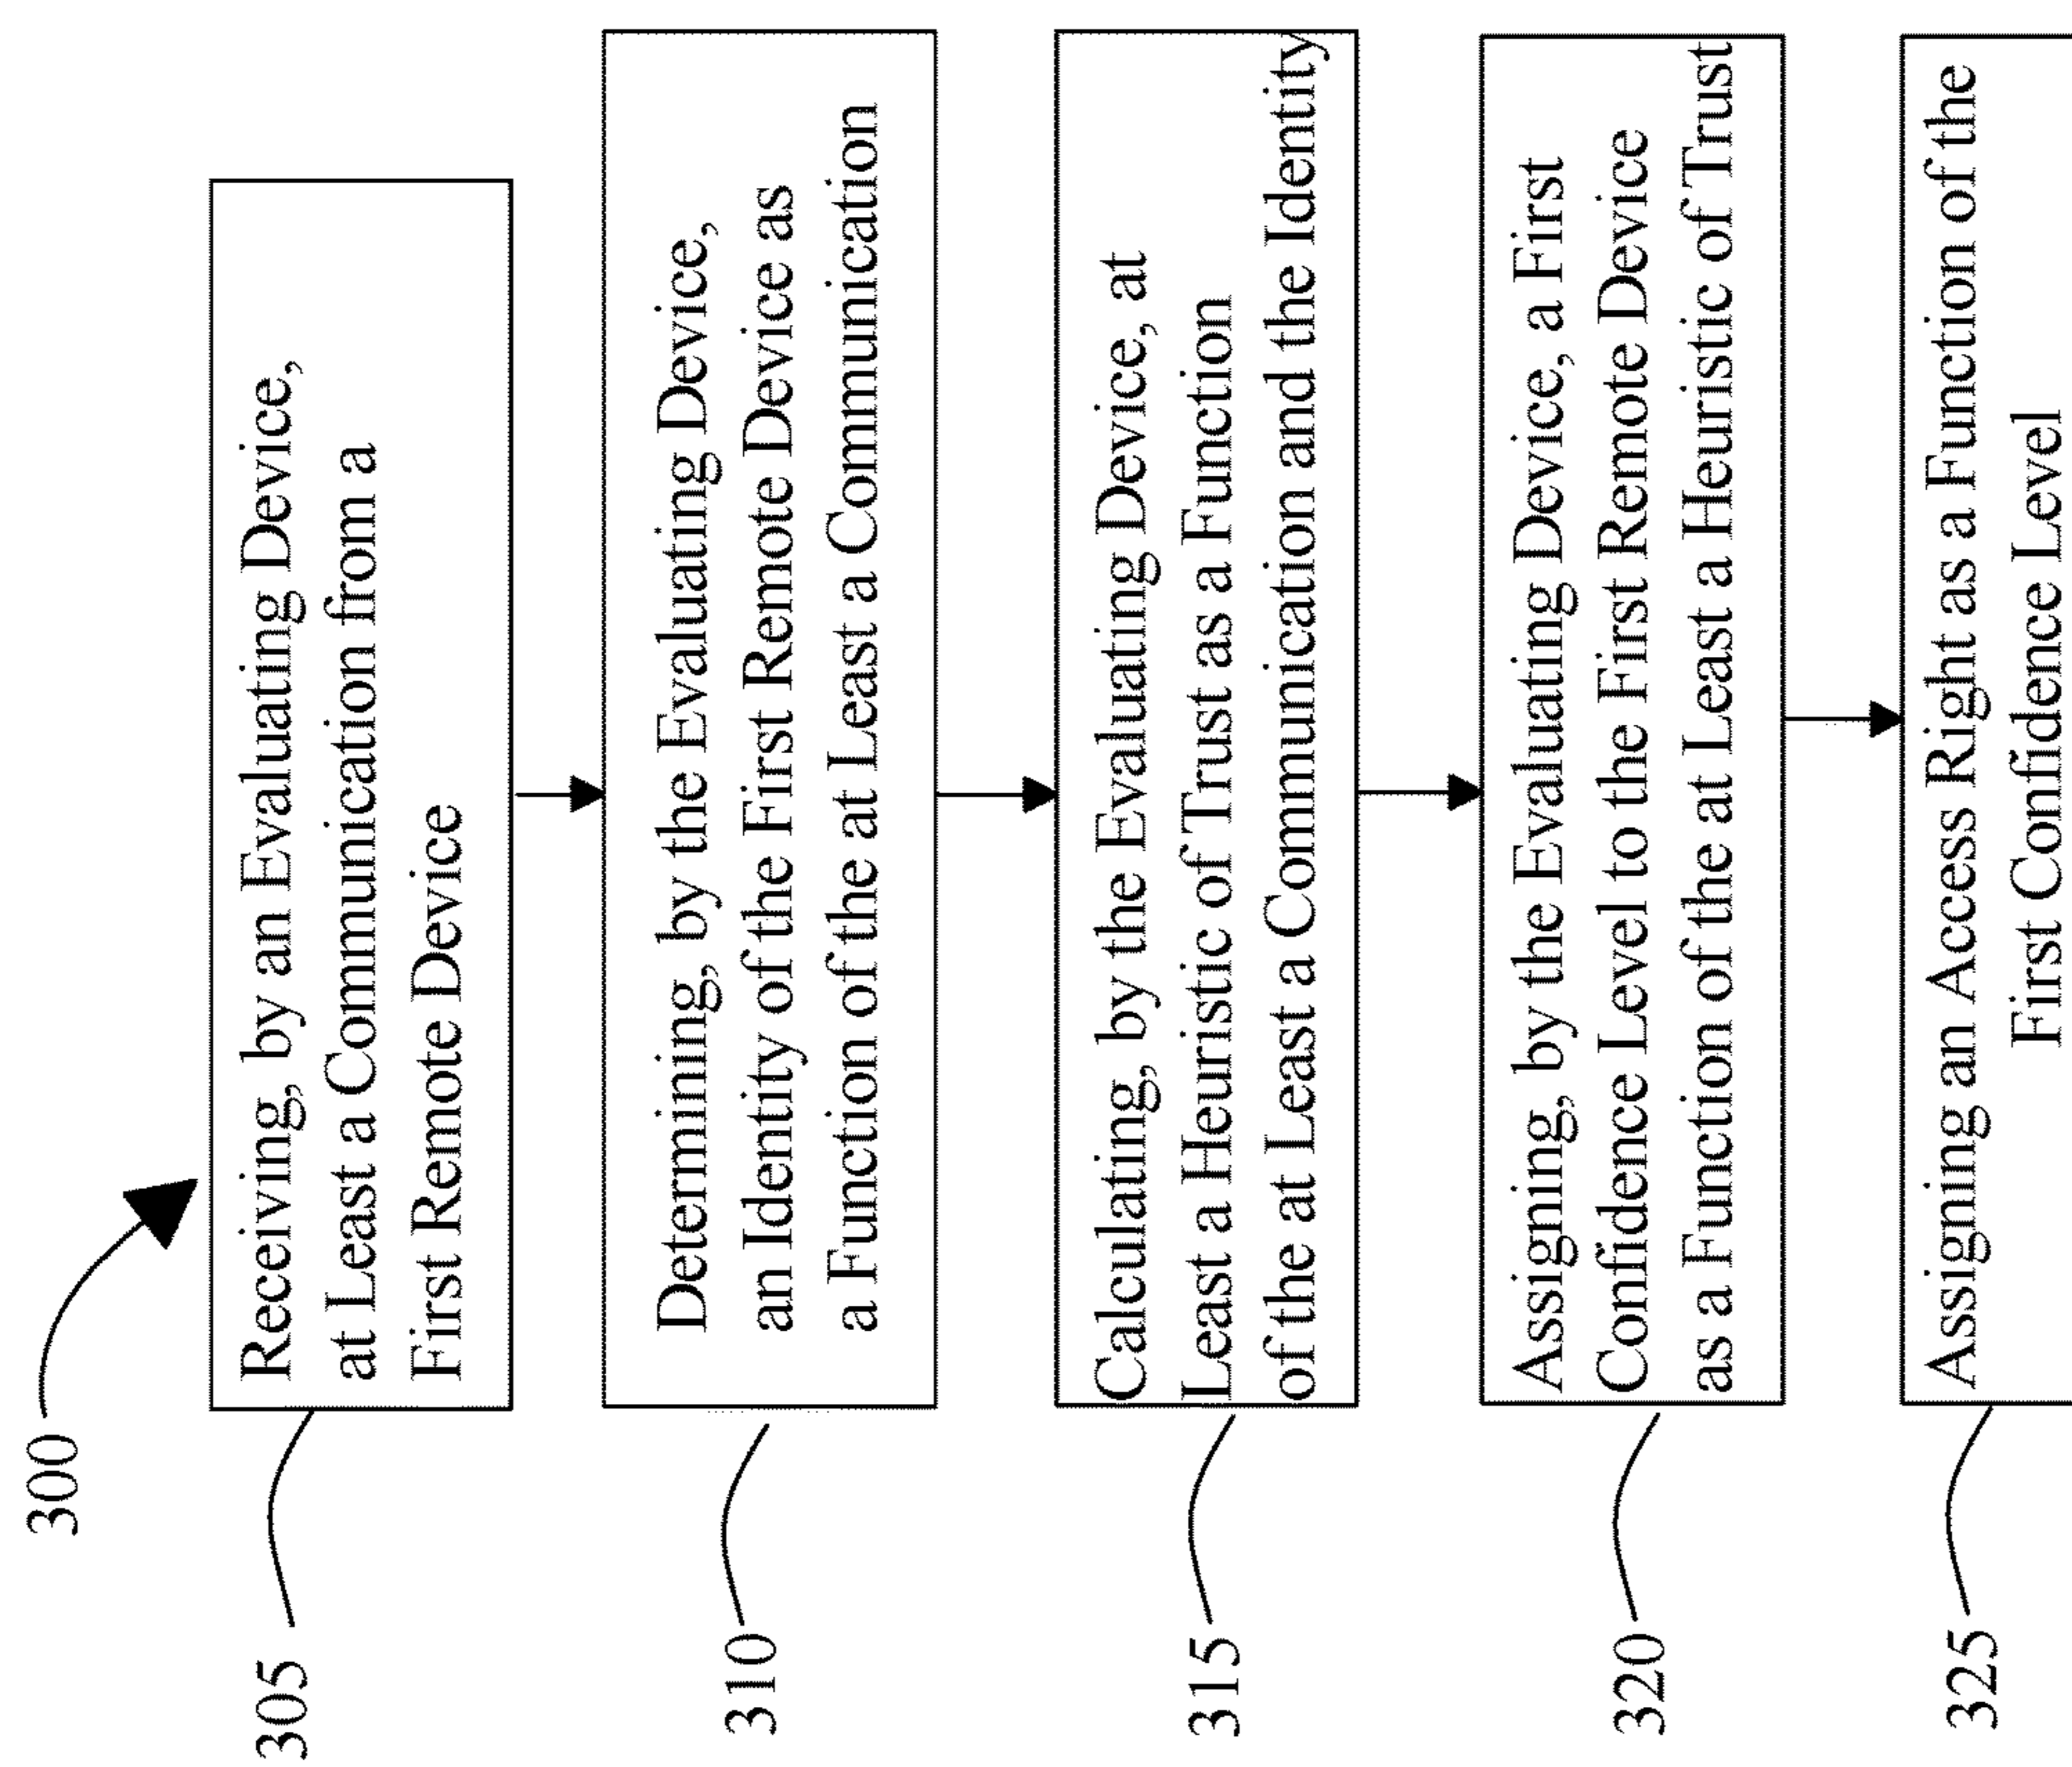 300
305
Receiving, by an Evaluating Device,
at Least a Communication from a
First Remote Device
310
Determining, by the Evaluating Device,
an Identity of the First Remote Device as
a Function of the at Least a Communication
315
Calculating, by the Evaluating Device, at
Least a Heuristic of Trust as a Function
of the at Least a Communication and the Identity
320
Assigning, by the Evaluating Device, a First
Confidence Level to the First Remote Device
as a Function of the at Least a Heuristic of Trust
325
Assigning an Access Right as a Function of the
First Confidence Level